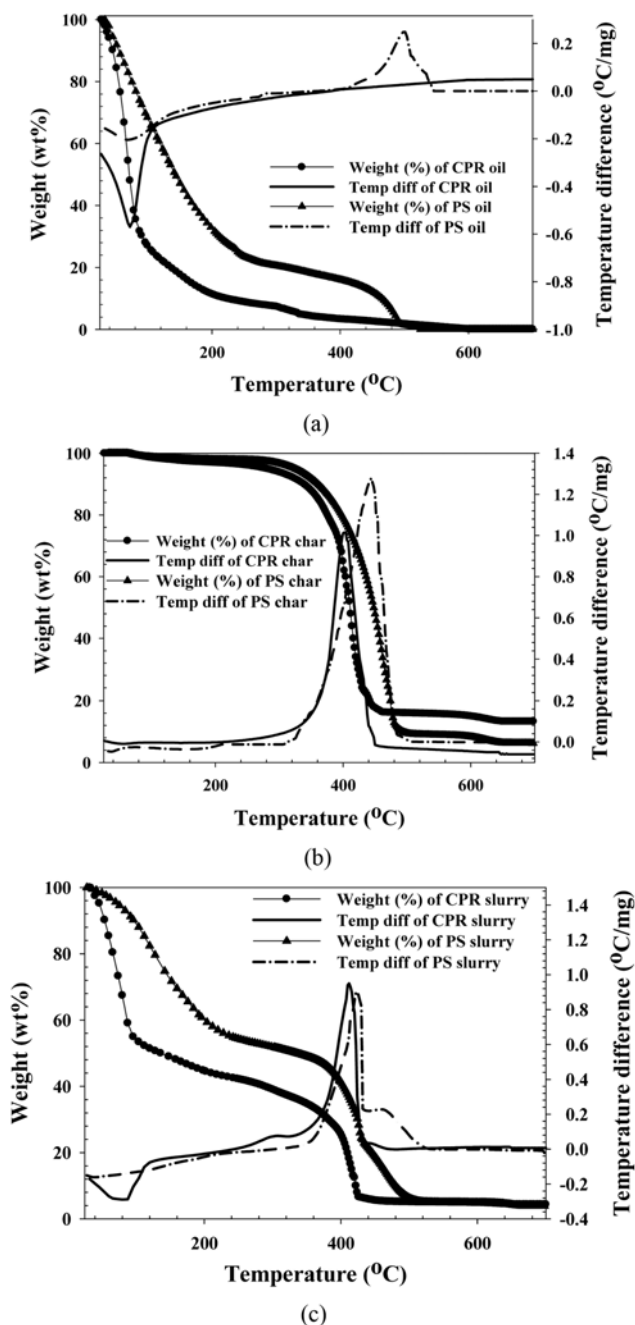 100
80
60
40
20
0
Weight (wt%)
Weight (%) of CPR oil
Temp diff of CPR oil
Weight (%) of PS oil
Temp diff of PS oil
0.2
0.0
-0.2
-0.4
-0.6
-0.8
-1.0
Temperature difference (⁰C/mg)
200
400
600
Temperature (⁰C)
(a)
100
80
60
40
20
0
Weight (wt%)
Weight (%) of CPR char
Temp diff of CPR char
Weight (%) of PS char
Temp diff of PS char
1.4
1.2
1.0
0.8
0.6
0.4
0.2
0.0
Temperature difference (⁰C/mg)
200
400
600
Temperature (⁰C)
(b)
100
80
60
40
20
0
Weight (wt%)
Weight (%) of CPR slurry
Temp diff of CPR slurry
Weight (%) of PS slurry
Temp diff of PS slurry
1.4
1.2
1.0
0.8
0.6
0.4
0.2
0.0
-0.2
-0.4
Temperature difference (⁰C/mg)
200
400
600
Temperature (⁰C)
(c)